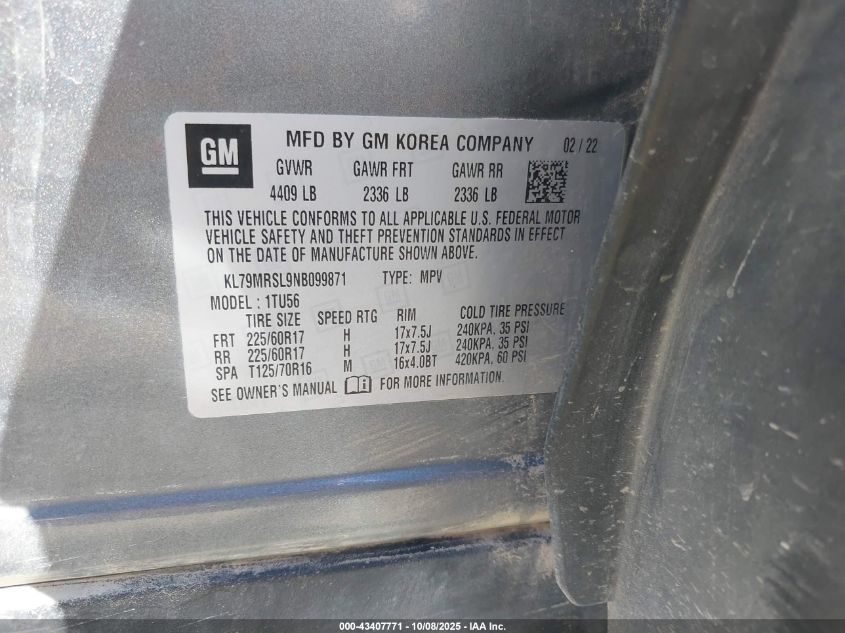 GM
MFD BY GM KOREA COMPANY 02 / 22
GVWR GAWR FRT GAWR RR
4409 LB 2336 LB 2336 LB
THIS VEHICLE CONFORMS TO ALL APPLICABLE U.S. FEDERAL MOTOR
VEHICLE SAFETY AND THEFT PREVENTION STANDARDS IN EFFECT
ON THE DATE OF MANUFACTURE SHOWN ABOVE.
KL79MRSL9NB099871 TYPE: MPV
MODEL : 1TU56
TIRE SIZE SPEED RTG RIM COLD TIRE PRESSURE
FRT 225/60R17 H 17x7.5J 240KPA, 35 PSI
RR 225/60R17 H 17x7.5J 240KPA, 35 PSI
SPA T125/70R16 M 16x4.0BT 420KPA, 60 PSI
SEE OWNER'S MANUAL FOR MORE INFORMATION.
000-43407771 - 10/08/2025 - IAA Inc.